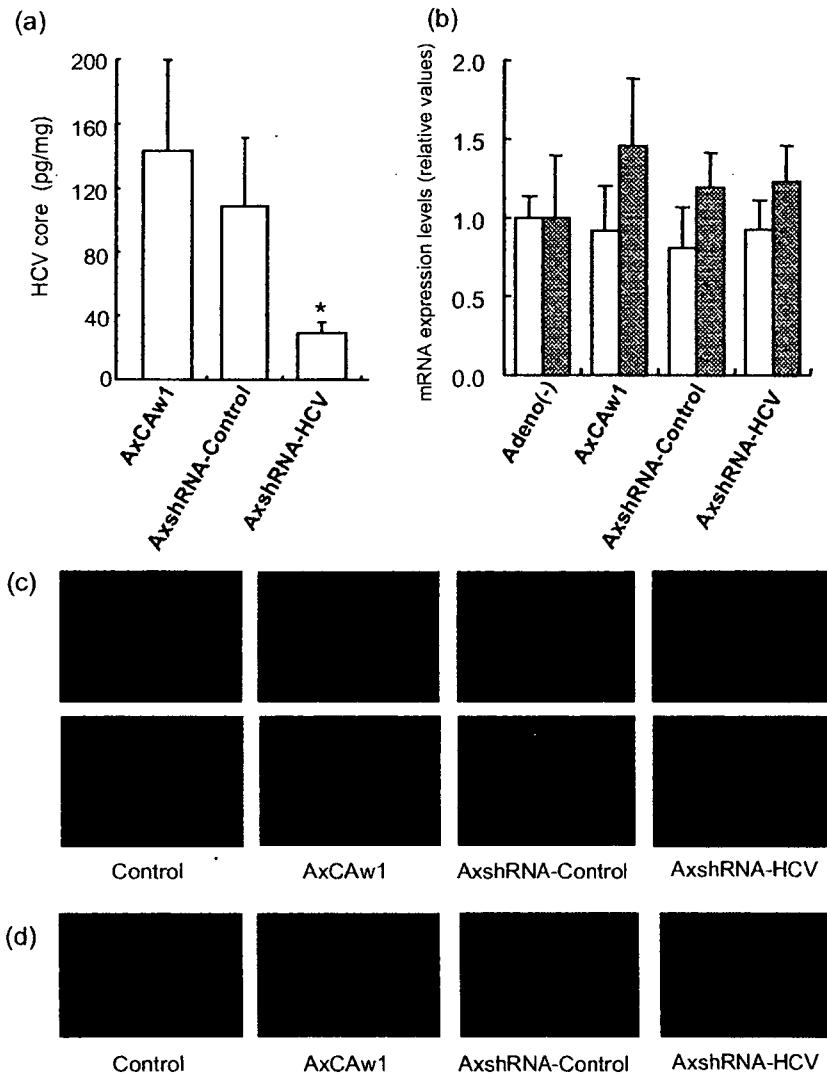 (a)
200
160
120
80
40
0
HCV core (pg/mg)
*
AxCAw1
AxshRNA-Control
AxshRNA-HCV
(b)
2.0
1.5
1.0
0.5
0.0
mRNA expression levels (relative values)
Adeno(-)
AxCAw1
AxshRNA-Control
AxshRNA-HCV
(c)
Control
AxCAw1
AxshRNA-Control
AxshRNA-HCV
(d)
Control
AxCAw1
AxshRNA-Control
AxshRNA-HCV